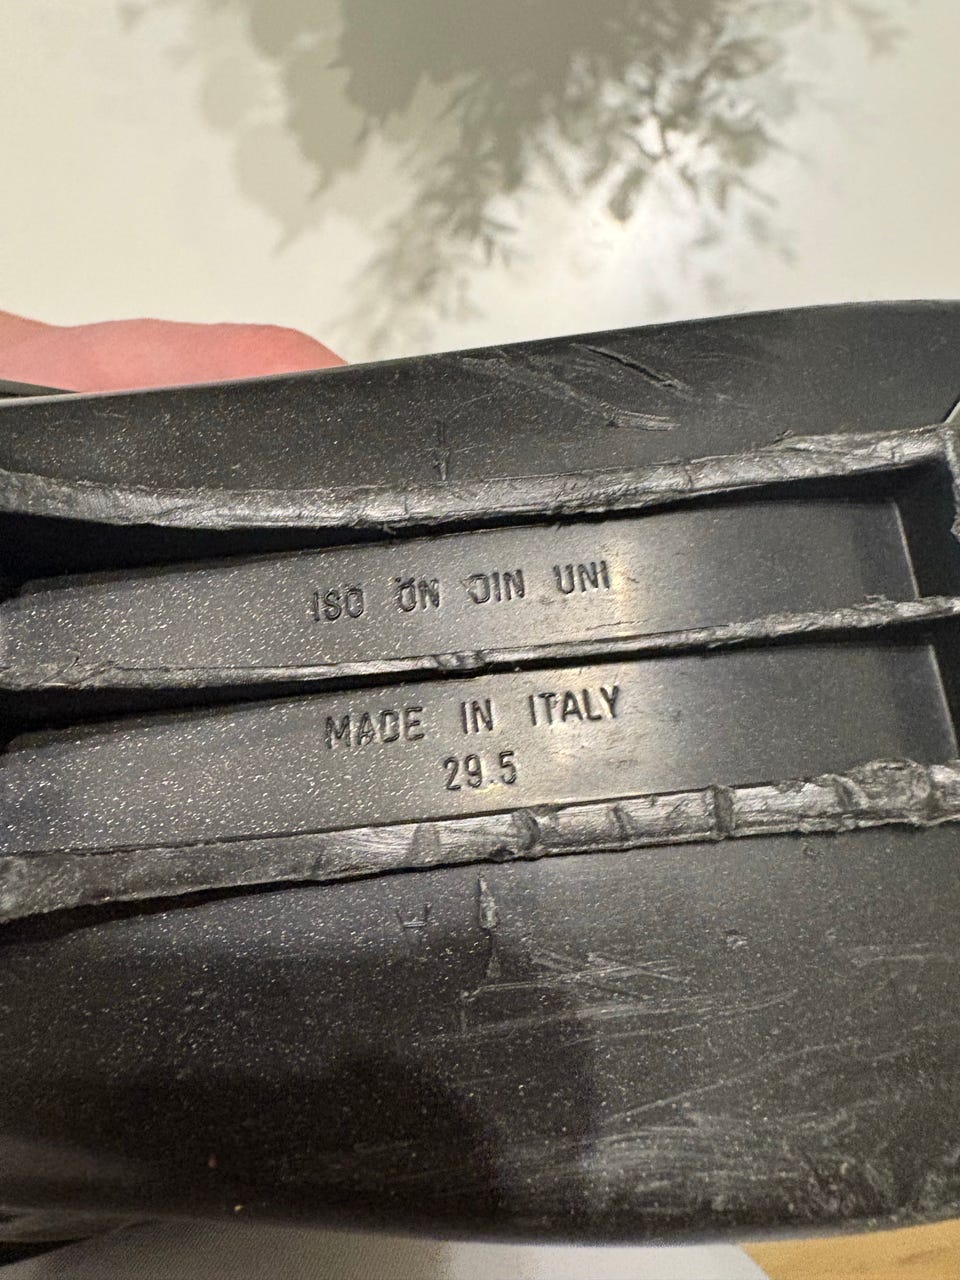 ISO ÖN DIN UNI
MADE IN ITALY
29.5